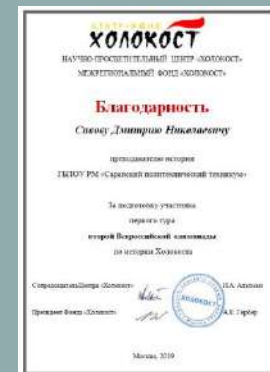 ЦЕНТР ФОНД
ХОЛОКОСТ
НАУЧНО-ПРОСВЕТИТЕЛЬНЫЙ ЦЕНТР «ХОЛОКОСТ»
МЕЖРЕГИОНАЛЬНЫЙ ФОНД «ХОЛОКОСТ»
Благодарность
Дмитрию Николаевичу
преподавателю истории
ГБПОУ РМ «Саранский политехнический техникум»
За подготовку участника
первого тура
второй Всероссийской олимпиады
по истории Холокоста
Сопредседатель Центра «Холокост» И.А. Альтман
ХОЛОКОСТ
Президент Фонда «Холокост» А.Е. Гербер
Москва, 2019